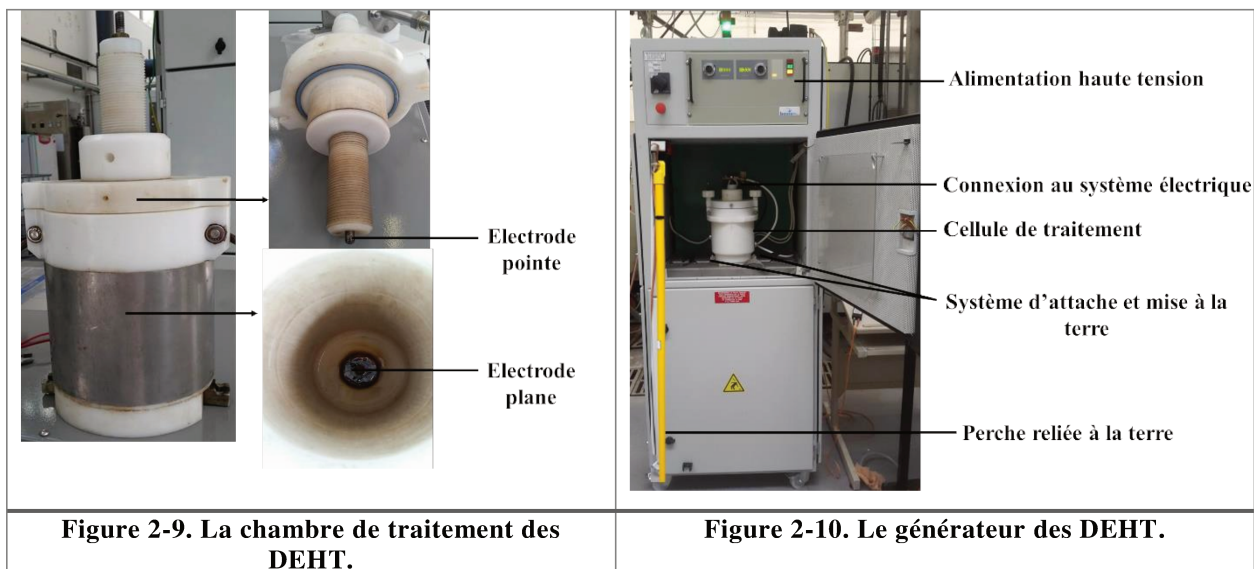 Electrode
pointe
Electrode
plane
Figure 2-9. La chambre de traitement des
DEHT.
Alimentation haute tension
Connexion au système électrique
Cellule de traitement
Système d'attache et mise à la
terre
Perche reliée à la terre
Figure 2-10. Le générateur des DEHT.